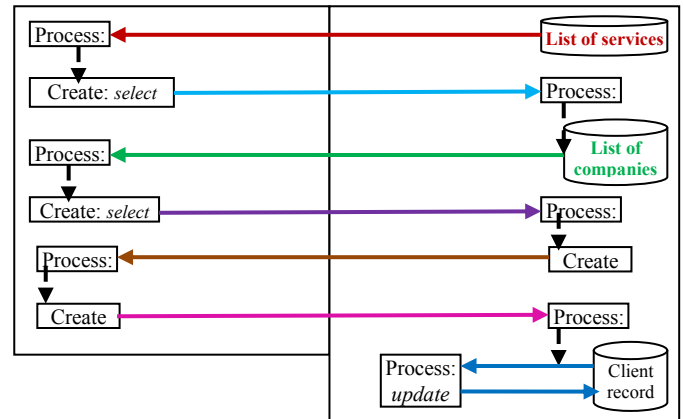 Process:
List of services
Create: select
Process:
Process:
List of
companies
Create: select
Process:
Process:
Create
Create
Process:
Process:
update
Client
record